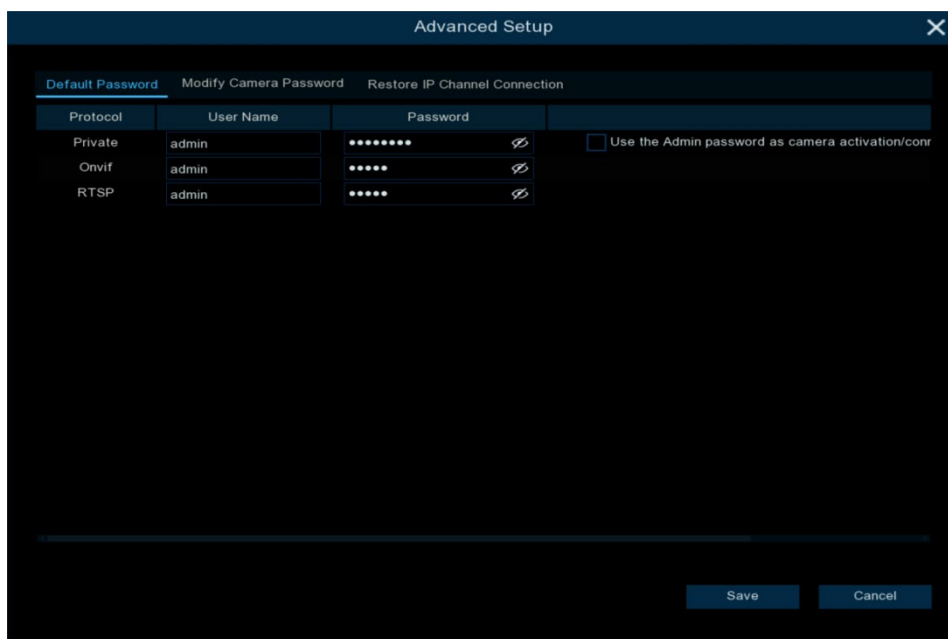 Advanced Setup
Default Password Modify Camera Password Restore IP Channel Connection
Protocol User Name Password
Private admin •••••••• Use the Admin password as camera activation/conr
Onvif admin •••••
RTSP admin •••••
Save Cancel